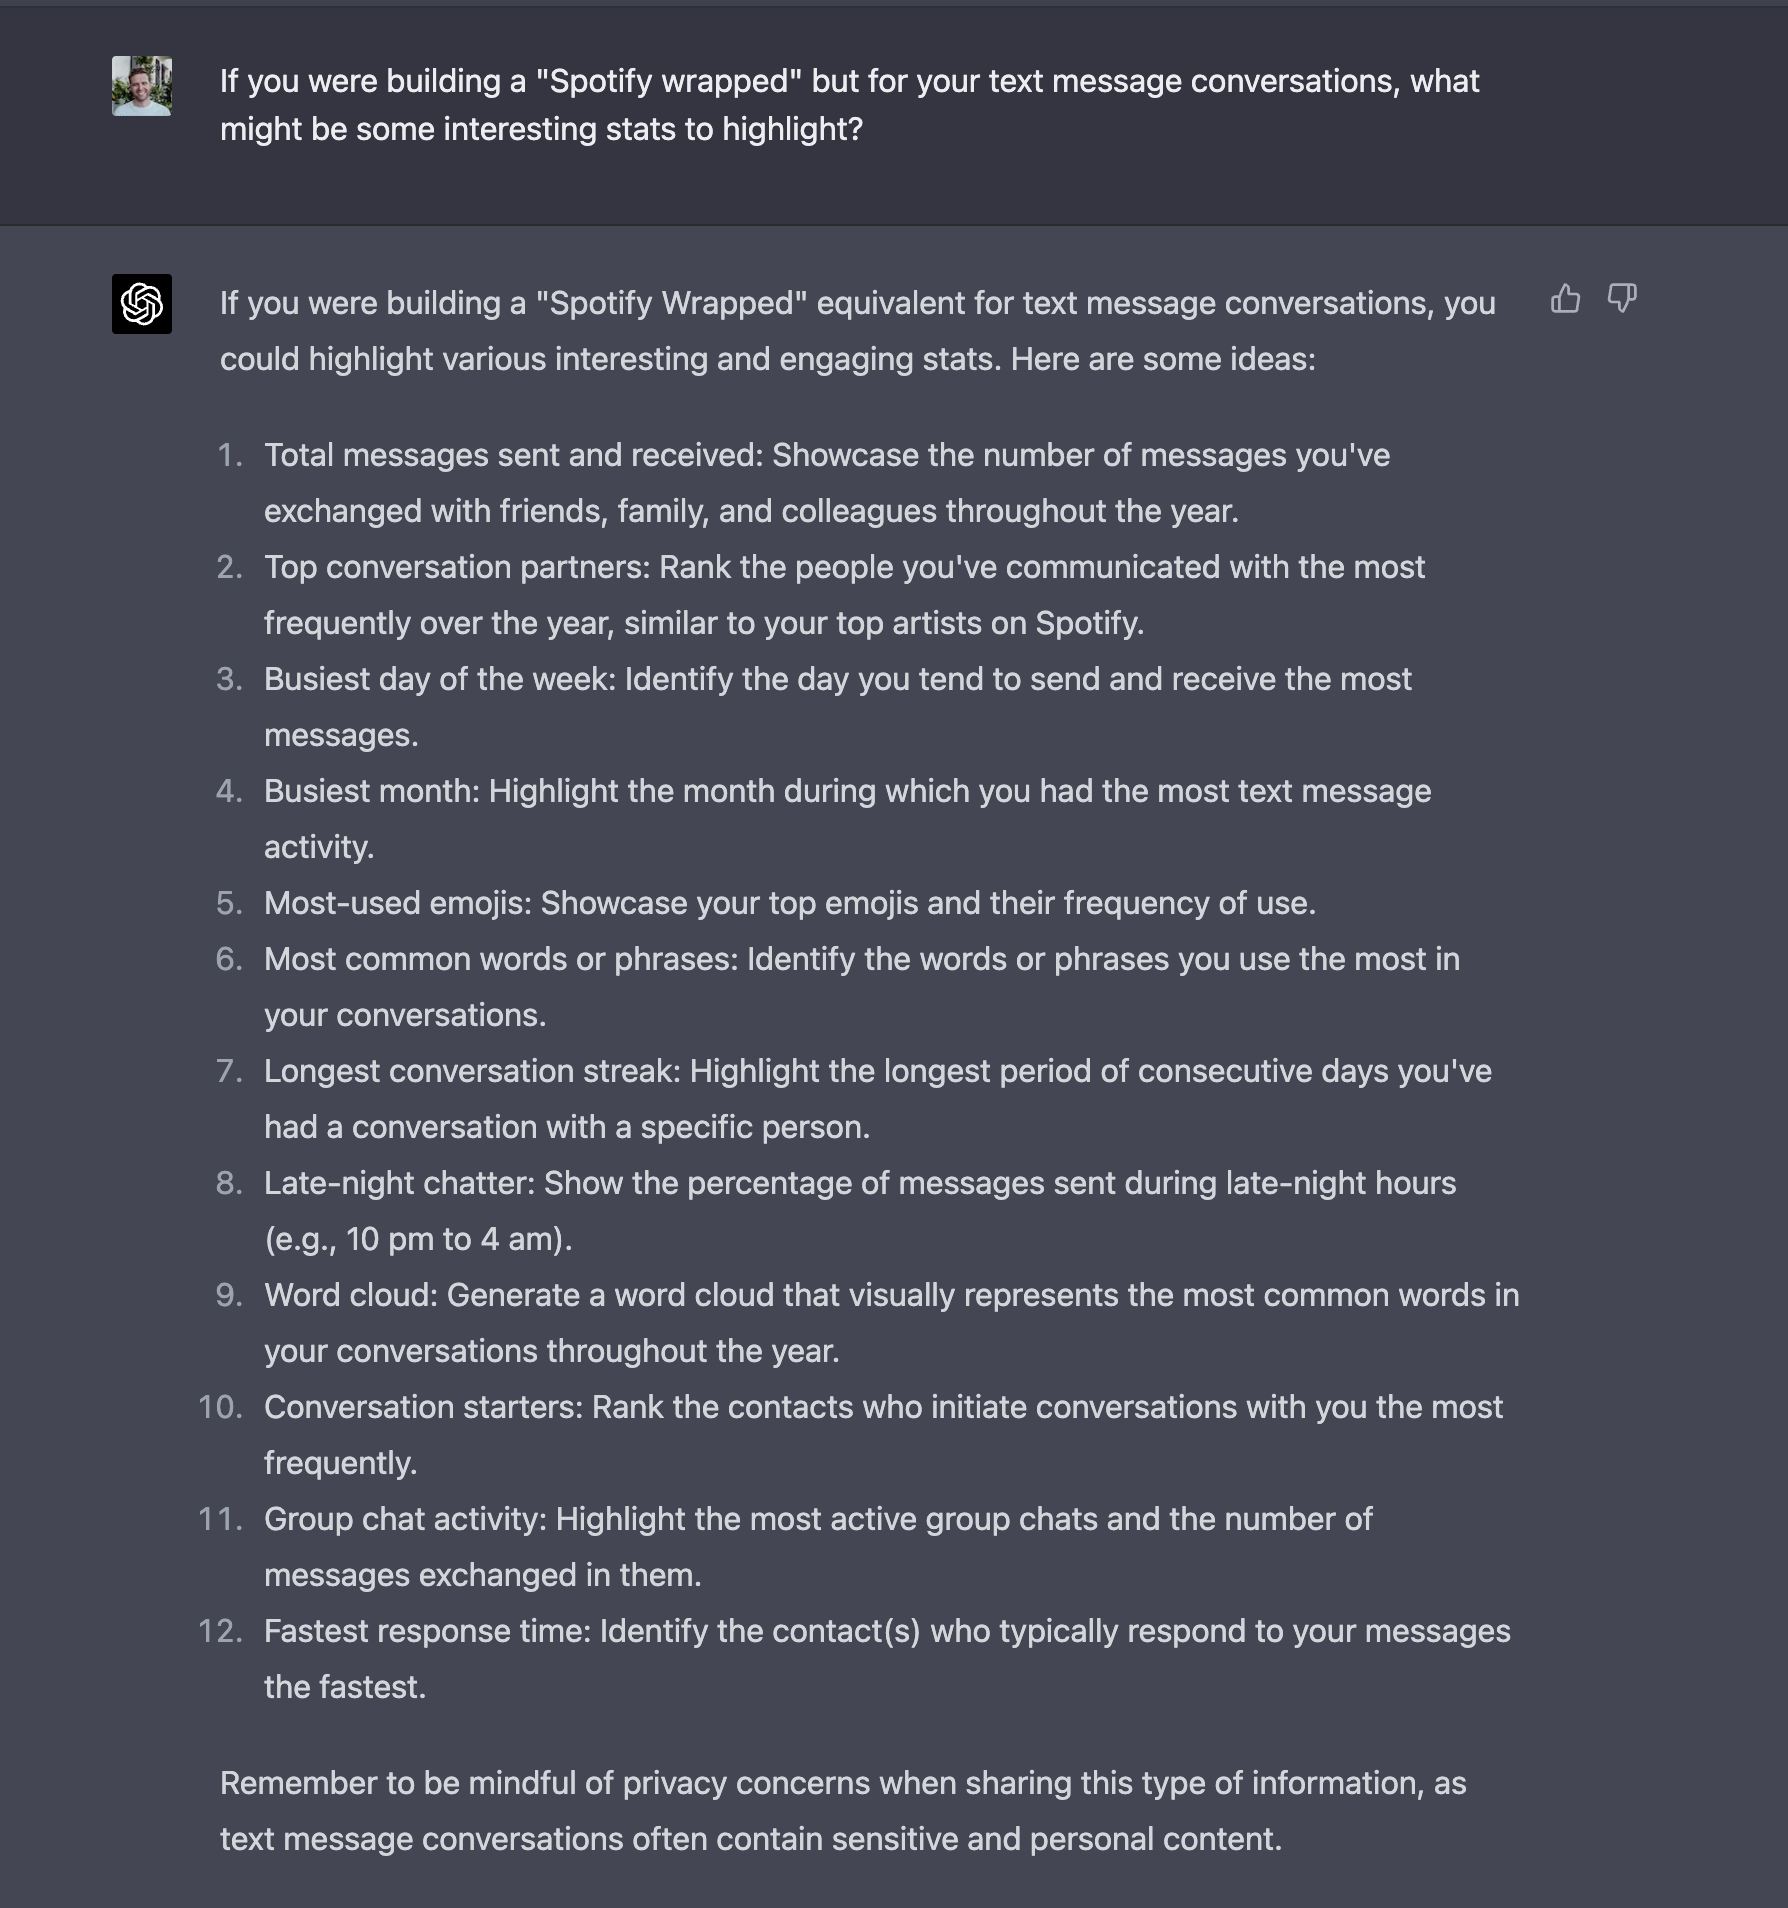 If you were building a "Spotify wrapped" but for your text message conversations, what
might be some interesting stats to highlight?
If you were building a "Spotify Wrapped" equivalent for text message conversations, you
could highlight various interesting and engaging stats. Here are some ideas:
1. Total messages sent and received: Showcase the number of messages you've
exchanged with friends, family, and colleagues throughout the year.
2. Top conversation partners: Rank the people you've communicated with the most
frequently over the year, similar to your top artists on Spotify.
3. Busiest day of the week: Identify the day you tend to send and receive the most
messages.
4. Busiest month: Highlight the month during which you had the most text message
activity.
5. Most-used emojis: Showcase your top emojis and their frequency of use.
6. Most common words or phrases: Identify the words or phrases you use the most in
your conversations.
7. Longest conversation streak: Highlight the longest period of consecutive days you've
had a conversation with a specific person.
8. Late-night chatter: Show the percentage of messages sent during late-night hours
(e.g., 10 pm to 4 am).
9. Word cloud: Generate a word cloud that visually represents the most common words in
your conversations throughout the year.
10. Conversation starters: Rank the contacts who initiate conversations with you the most
frequently.
11. Group chat activity: Highlight the most active group chats and the number of
messages exchanged in them.
12. Fastest response time: Identify the contact(s) who typically respond to your messages
the fastest.
Remember to be mindful of privacy concerns when sharing this type of information, as
text message conversations often contain sensitive and personal content.